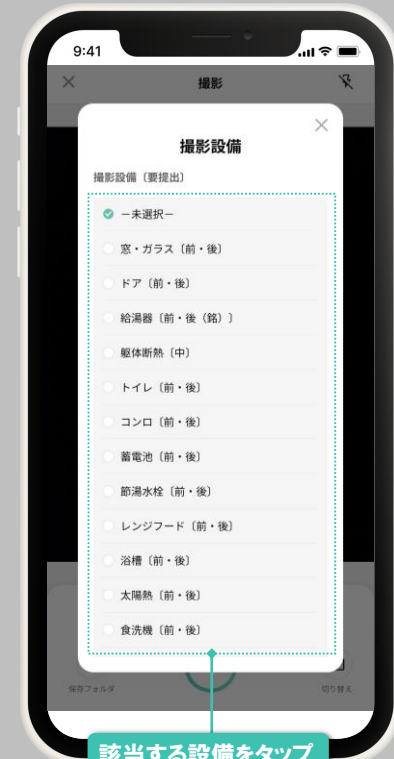 9:41
撮影
撮影設備
撮影設備〔要提出〕
−未選択−
窓・ガラス〔前・後〕
ドア〔前・後〕
給湯器〔前・後（銘）〕
躯体断熱〔中〕
トイレ〔前・後〕
コンロ〔前・後〕
蓄電池〔前・後〕
節湯水栓〔前・後〕
レンジフード〔前・後〕
浴槽〔前・後〕
太陽熱〔前・後〕
食洗機〔前・後〕
保存フォルダ
切り替え
該当する設備をタップ